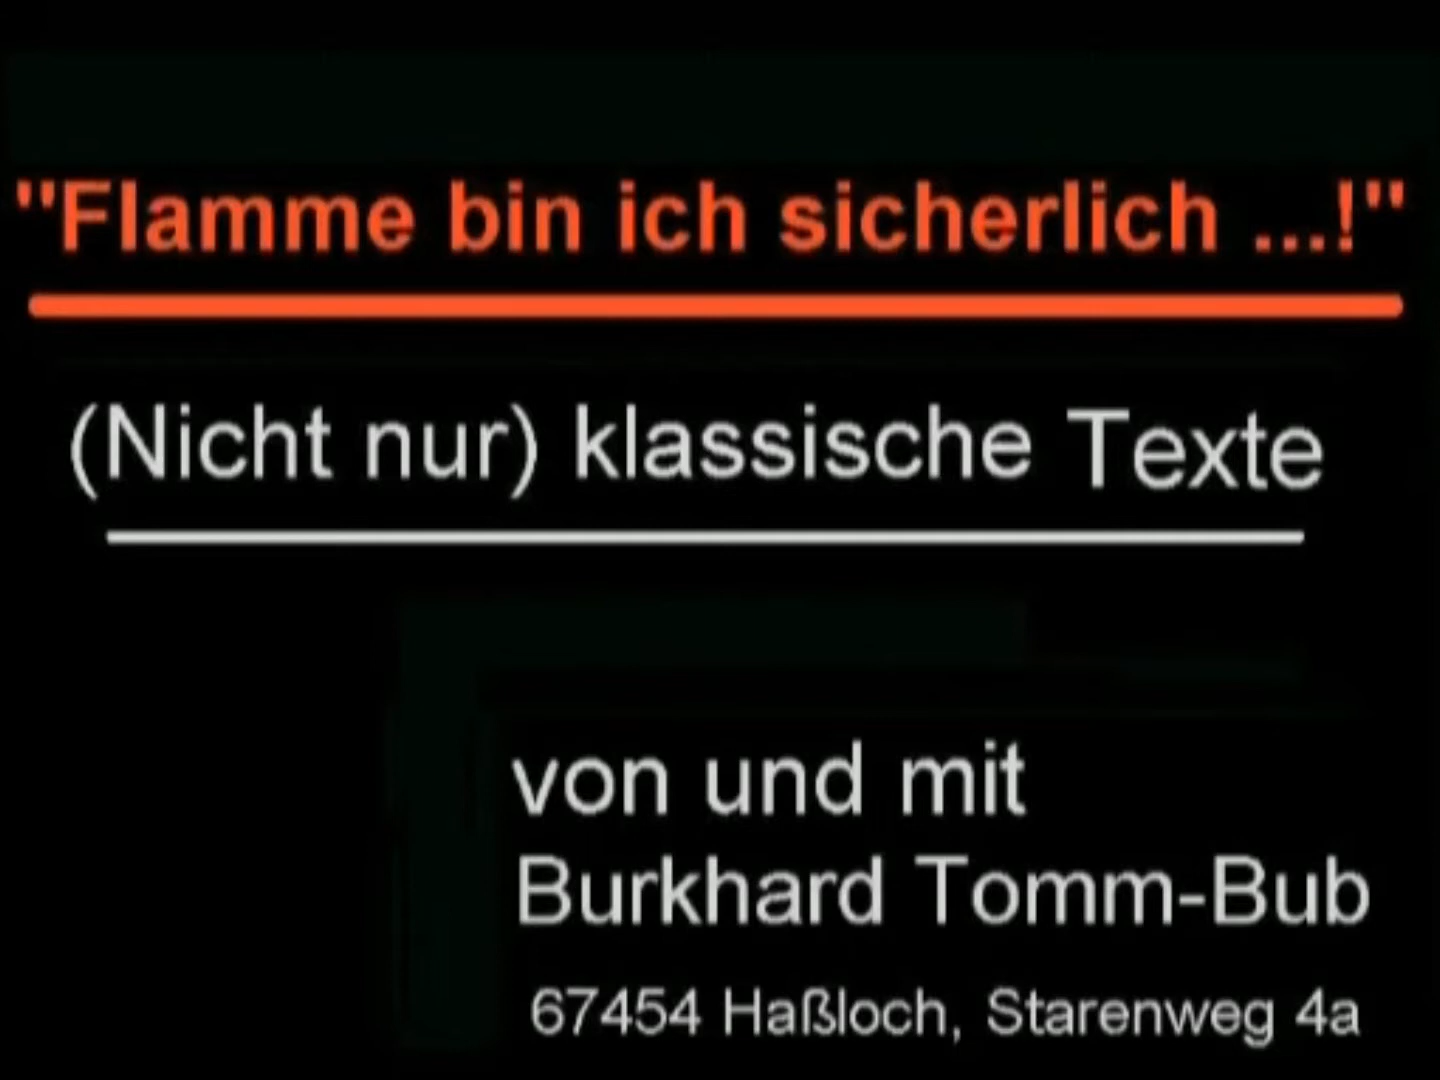 "Flamme bin ich sicherlich ...!"
(Nicht nur) klassische Texte
von und mit
Burkhard Tomm-Bub
67454 Haßloch, Starenweg 4a